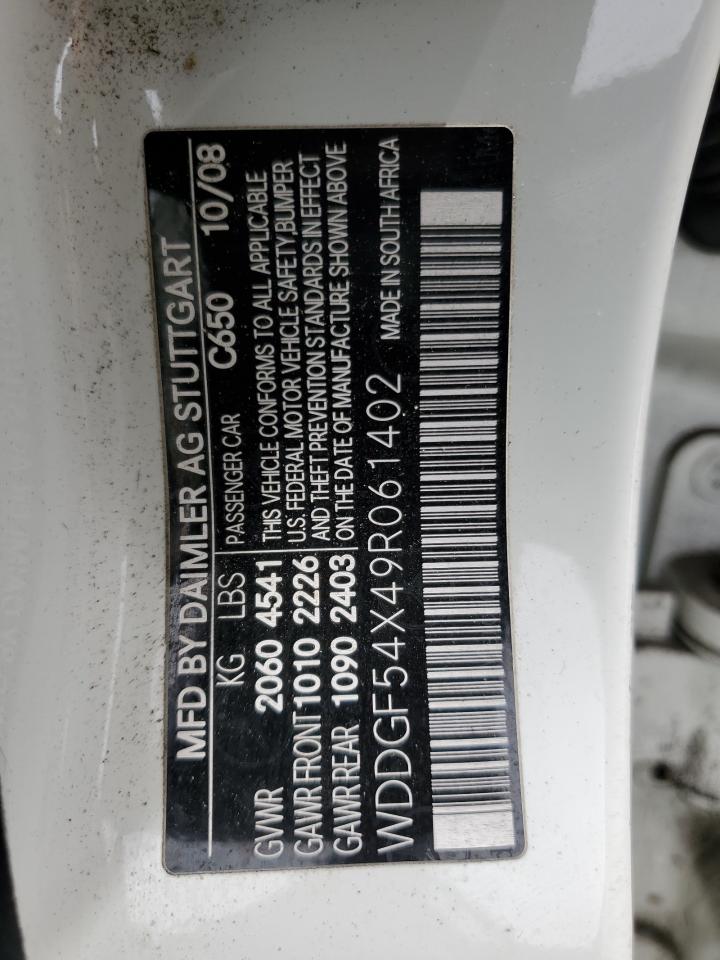 MFD BY DAIMLER AG STUTTGART
KG LBS PASSENGER CAR C650 10/08
GVWR 2060 4541 THIS VEHICLE CONFORMS TO ALL APPLICABLE
U.S. FEDERAL MOTOR VEHICLE SAFETY, BUMPER
GAWR FRONT 1010 2226 AND THEFT PREVENTION STANDARDS IN EFFECT
GAWR REAR 1090 2403 ON THE DATE OF MANUFACTURE SHOWN ABOVE
WDDGF54X49R061402 MADE IN SOUTH AFRICA